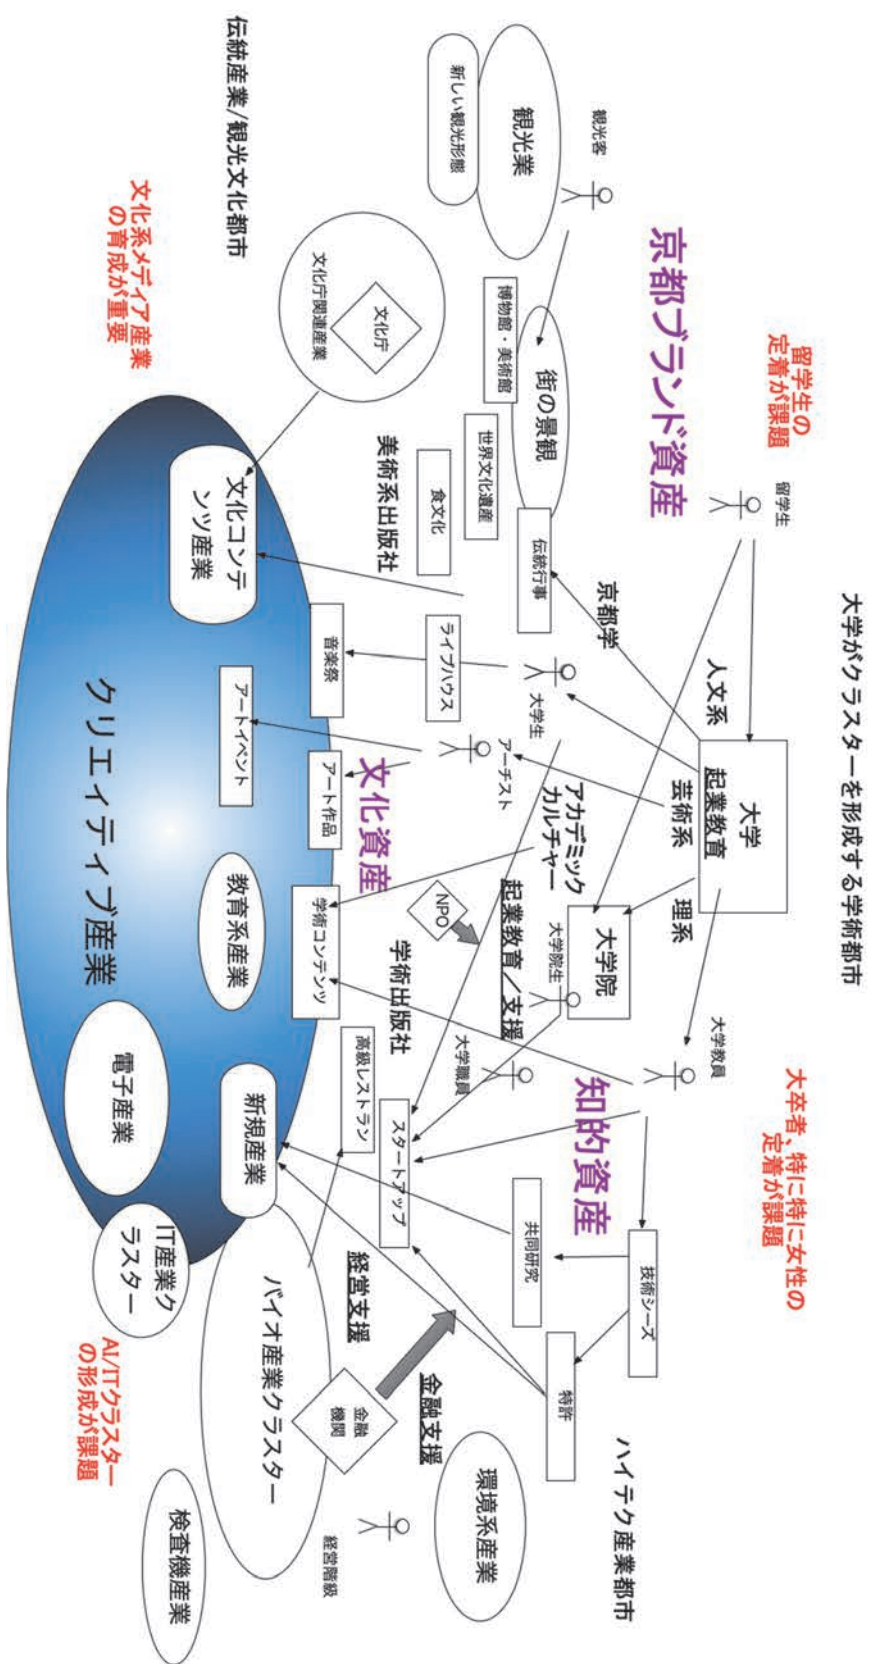 大学がクラスターを形成する学術都市
留学生の
定着が課題
大卒者、特に特に女性の
定着が課題
留学生
大学
起業教育
人文系
芸術系
理系
大学教員
京都ブランド資産
観光客
観光業
新しい観光形態
街の景観
博物館・美術館
世界文化遺産
食文化
伝統行事
京都学
大学生
アーチスト
ライブハウス
アカデミック
カルチャー
大学院
大学院生
起業教育／支援
NPO
大学職員
知的資産
技術シーズ
共同研究
特許
ハイテク産業都市
伝統産業/観光文化都市
文化庁
文化庁関連産業
美術系出版社
文化資産
学術出版社
高級レストラン
スタートアップ
経営支援
金融支援
金融
機関
経営階級
環境系産業
文化系メディア産業
の育成が重要
文化コンテ
ンツ産業
音楽祭
アートイベント
アート作品
学術コンテンツ
教育系産業
新規産業
電子産業
クリエィティブ産業
IT産業ク
ラスター
バイオ産業クラスター
検査機産業
AI/ITクラスター
の形成が課題